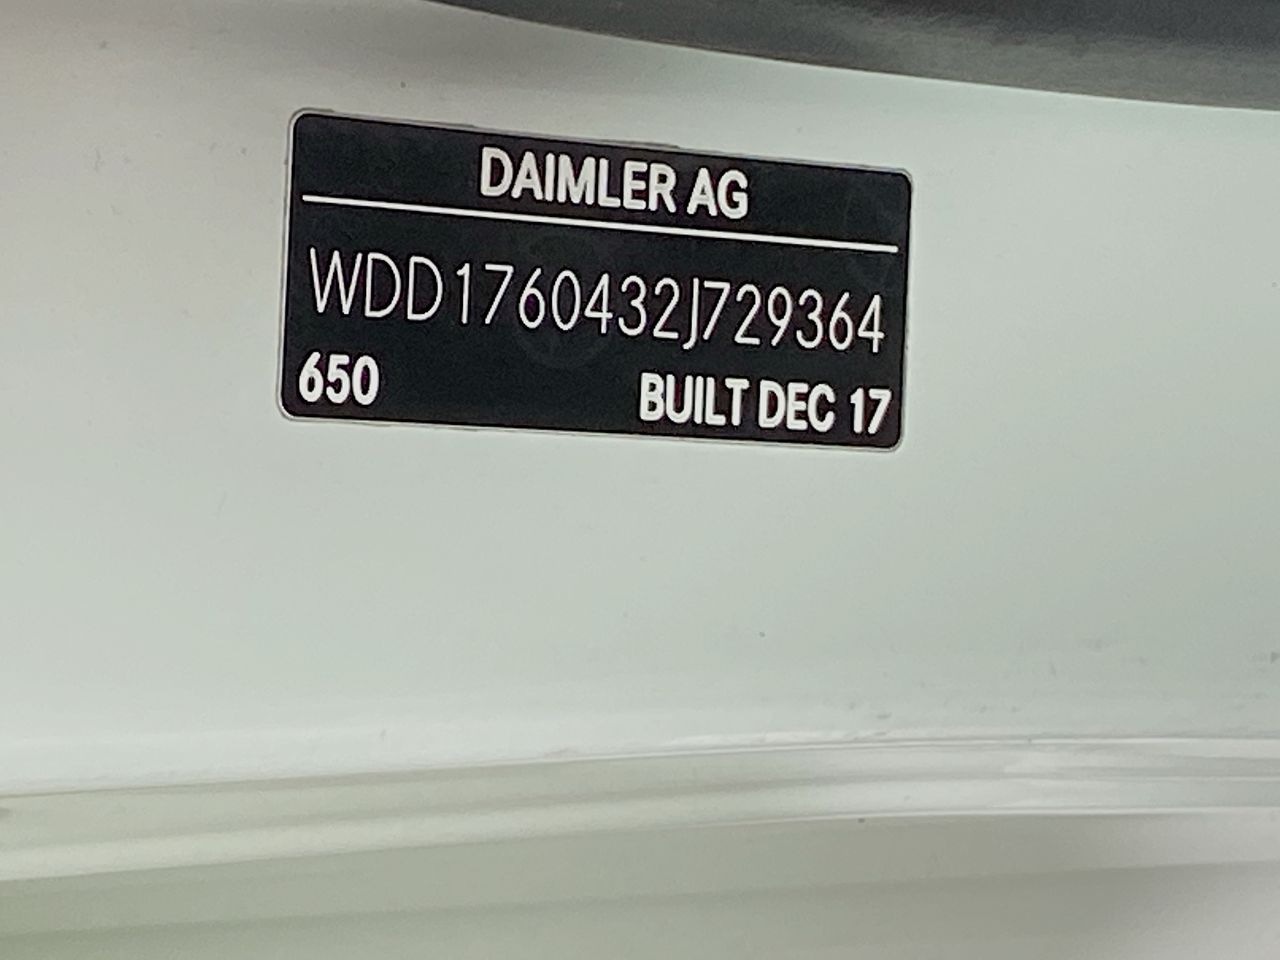 DAIMLER AG
WDD1760432J729364
650 BUILT DEC 17